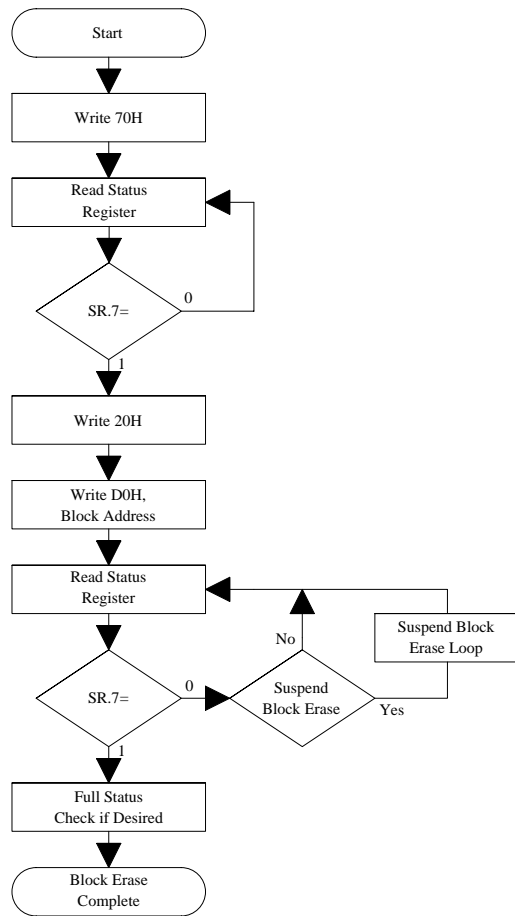 Start
Write 70H
Read Status
Register
SR.7=
0
1
Write 20H
Write D0H,
Block Address
Read Status
Register
No
Suspend Block
Erase Loop
SR.7=
0
Suspend
Block Erase
Yes
1
Full Status
Check if Desired
Block Erase
Complete